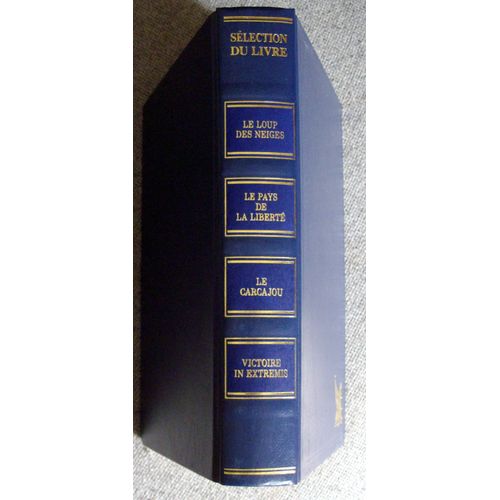 SÉLECTION
DU LIVRE
LE LOUP
DES NEIGES
LE PAYS
DE
LA LIBERTÉ
LE
CARCAJOU
VICTOIRE
IN EXTREMIS